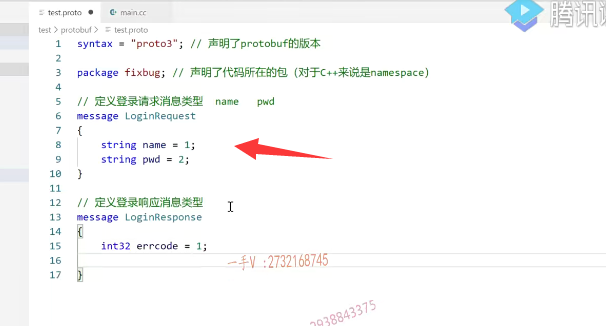 test.proto
main.cc
test > protobuf > test.proto
1 syntax = "proto3"; // 声明了protobuf的版本
2
3 package fixbug; // 声明了代码所在的包（对于C++来说是namespace）
4
5 // 定义登录请求消息类型 name pwd
6 message LoginRequest
7 {
8 string name = 1;
9 string pwd = 2;
10 }
11
12 // 定义登录响应消息类型
13 message LoginResponse
14 {
15 int32 errcode = 1;
16
17 }
腾讯
一手V :2732168745
2938843375